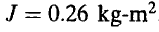 J = 0.26 kg-m².